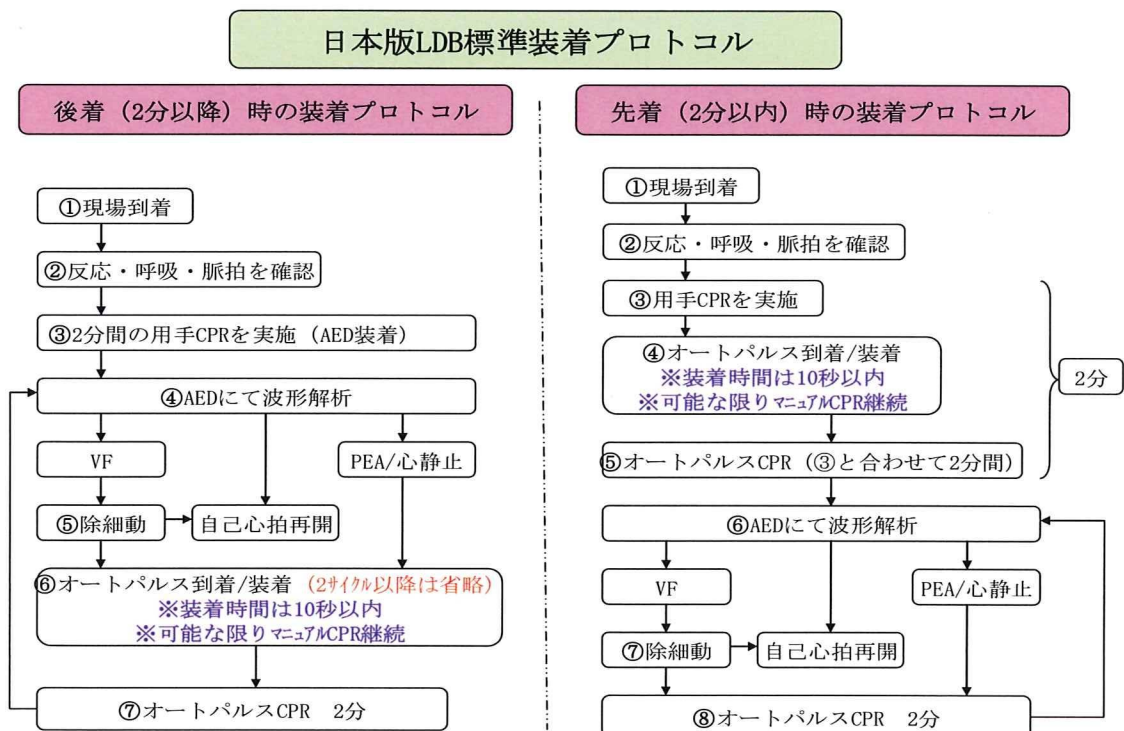 日本版LDB標準装着プロトコル
後着（2分以降）時の装着プロトコル
①現場到着
②反応・呼吸・脈拍を確認
③2分間の用手CPRを実施（AED装着）
④AEDにて波形解析
VF
PEA/心静止
⑤除細動
自己心拍再開
⑥オートパルス到着/装着（2サイクル以降は省略）
※装着時間は10秒以内
※可能な限りマニュアルCPR継続
⑦オートパルスCPR　2分
先着（2分以内）時の装着プロトコル
①現場到着
②反応・呼吸・脈拍を確認
③用手CPRを実施
④オートパルス到着/装着
※装着時間は10秒以内
※可能な限りマニュアルCPR継続
2分
⑤オートパルスCPR（③と合わせて2分間）
⑥AEDにて波形解析
VF
PEA/心静止
⑦除細動
自己心拍再開
⑧オートパルスCPR　2分